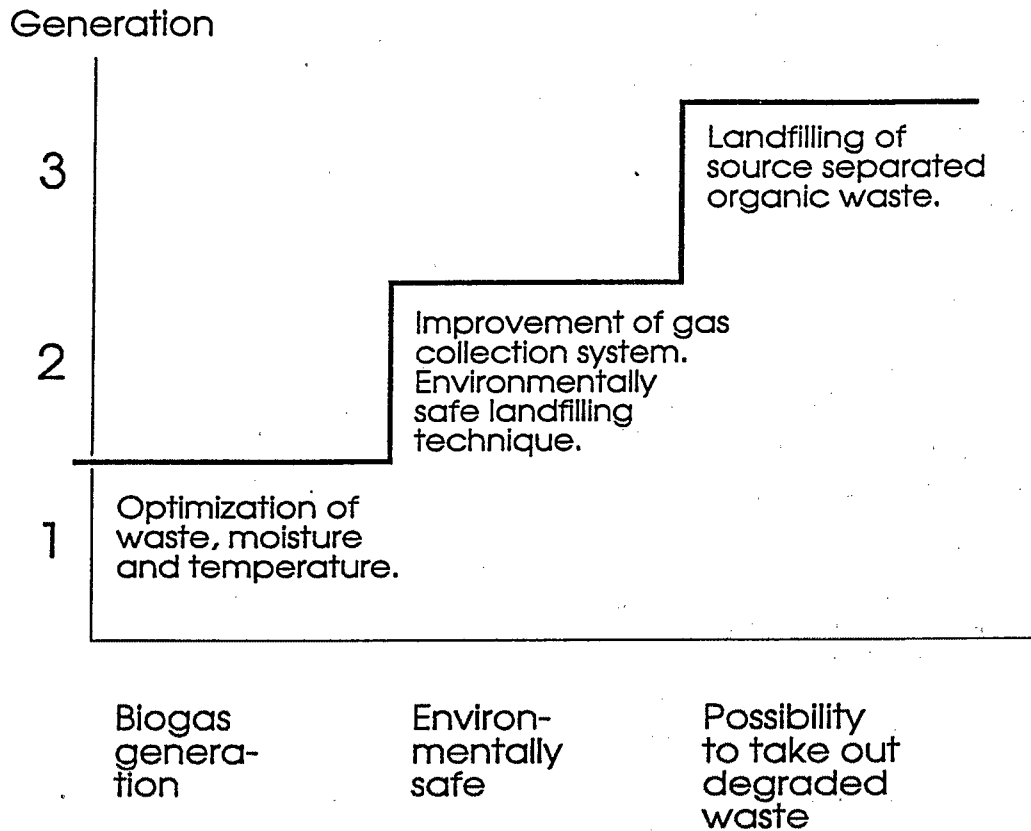 Generation
3
Landfilling of
source separated
organic waste.
2
Improvement of gas
collection system.
Environmentally
safe landfilling
technique.
1
Optimization of
waste, moisture
and temperature.
Biogas
genera-
tion
Environ-
mentally
safe
Possibility
to take out
degraded
waste